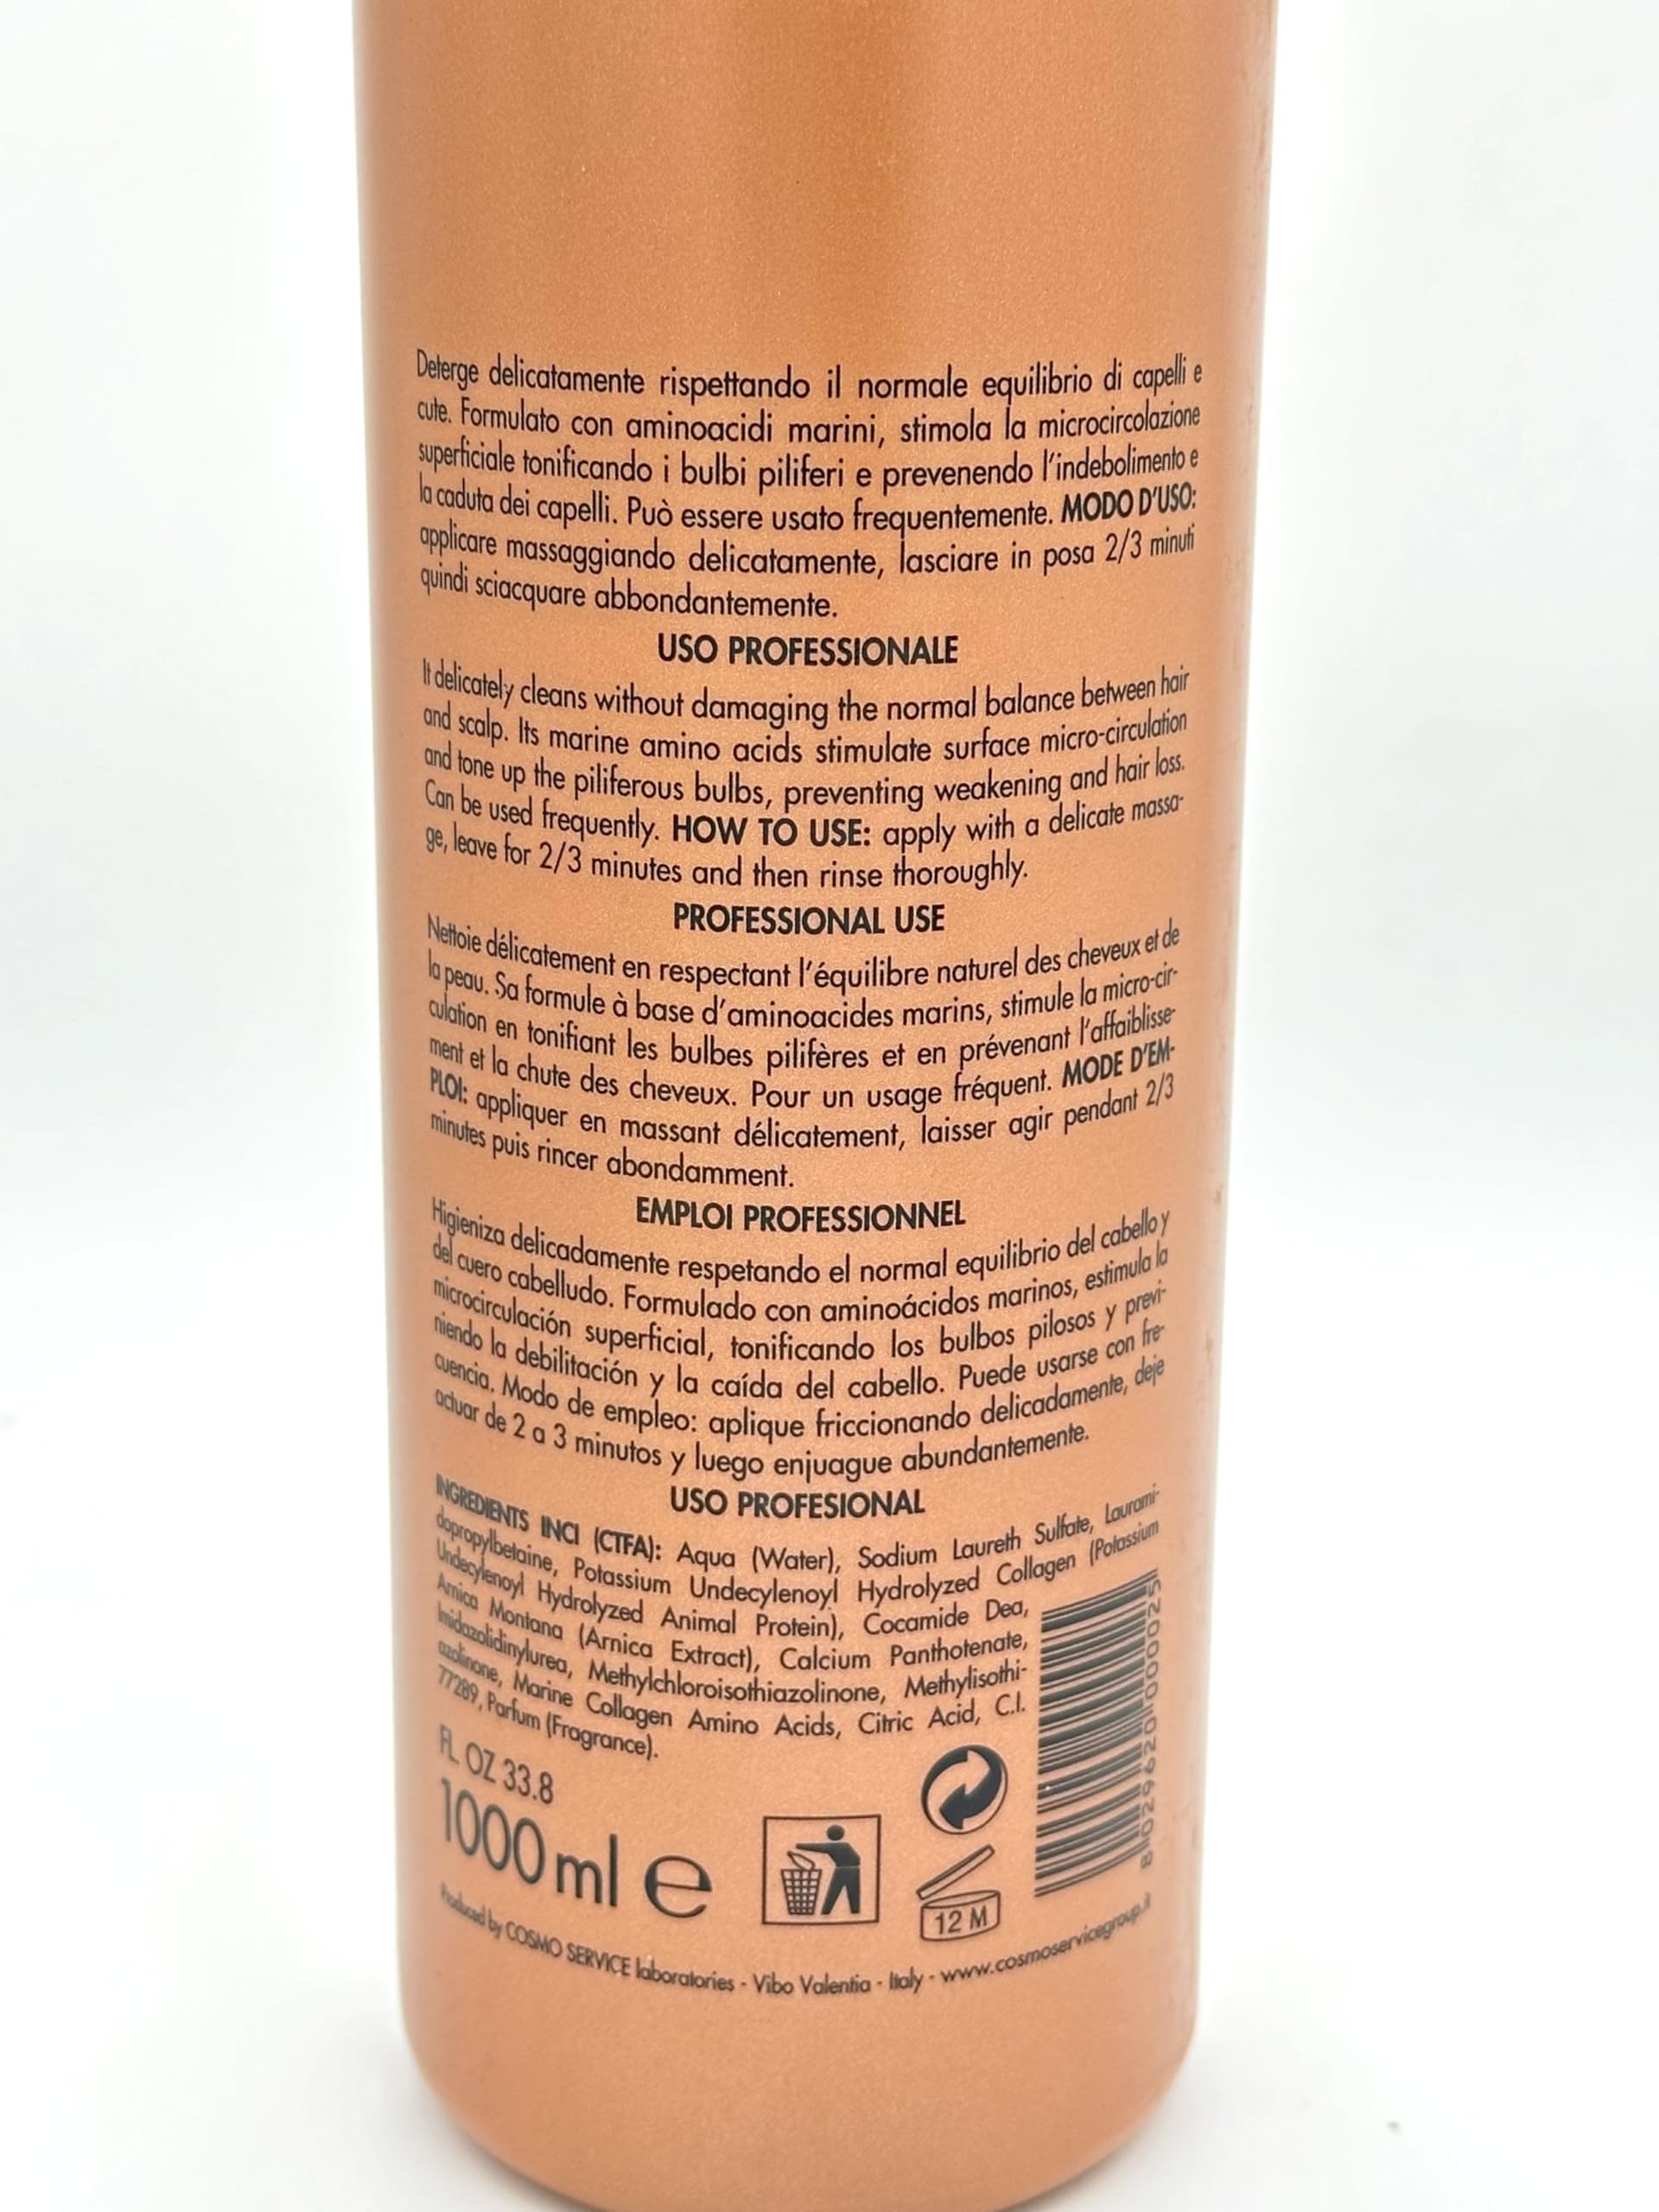 Deterge delicatamente rispettando il normale equilibrio di capelli e
cute. Formulato con aminoacidi marini, stimola la microcircolazione
superficiale tonificando i bulbi piliferi e prevenendo l'indebolimento e
la caduta dei capelli. Può essere usato frequentemente. MODO D'USO:
applicare massaggiando delicatamente, lasciare in posa 2/3 minuti
quindi sciacquare abbondantemente.
USO PROFESSIONALE
It delicately cleans without damaging the normal balance between hair
and scalp. Its marine amino acids stimulate surface micro-circulation
and tone up the piliferous bulbs, preventing weakening and hair loss.
Can be used frequently. HOW TO USE: apply with a delicate massa-
ge, leave for 2/3 minutes and then rinse thoroughly.
PROFESSIONAL USE
Nettoie délicatement en respectant l'équilibre naturel des cheveux et de
la peau. Sa formule à base d'aminoacides marins, stimule la micro-cir-
culation en tonifiant les bulbes pilifères et en prévenant l'affaiblisse-
ment et la chute des cheveux. Pour un usage fréquent. MODE D'EM-
PLOI: appliquer en massant délicatement, laisser agir pendant 2/3
minutes puis rincer abondamment.
EMPLOI PROFESSIONNEL
Higieniza delicadamente respetando el normal equilibrio del cabello y
del cuero cabelludo. Formulado con aminoácidos marinos, estimula la
microcirculación superficial, tonificando los bulbos pilosos y previ-
niendo la debilitación y la caída del cabello. Puede usarse con fre-
cuencia. Modo de empleo: aplique friccionando delicadamente, deje
actuar de 2 a 3 minutos y luego enjuague abundantemente.
USO PROFESIONAL
INGREDIENTS INCI (CTFA): Aqua (Water), Sodium Laureth Sulfate, Laurami-
dopropylbetaine, Potassium Undecylenoyl Hydrolyzed Collagen (Potassium
Undecylenoyl Hydrolyzed Animal Protein), Cocamide Dea,
Arnica Montana (Arnica Extract), Calcium Panthotenate,
Imidazolidinylurea, Methylchloroisothiazolinone, Methylisothi-
azolinone, Marine Collagen Amino Acids, Citric Acid, C.I.
77289, Parfum (Fragrance).
FL OZ 33.8
1000 ml e
12 M
8 029620 000025
Produced by COSMO SERVICE laboratories - Vibo Valentia - Italy - www.cosmoservicegroup.it